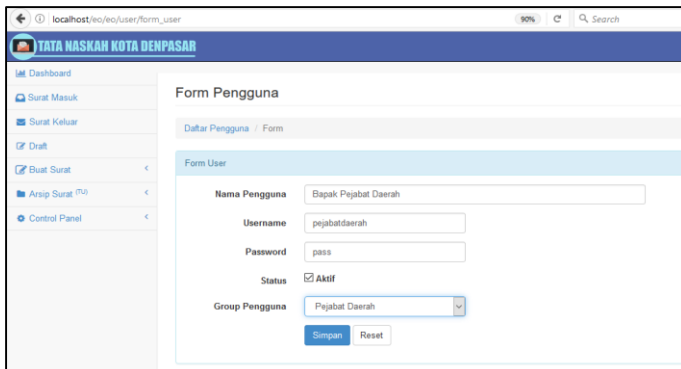 localhost/eo/eo/user/form_user
90%
Search
TATA NASKAH KOTA DENPASAR
Dashboard
Surat Masuk
Surat Keluar
Draft
Buat Surat
Arsip Surat (TU)
Control Panel
Form Pengguna
Daftar Pengguna / Form
Form User
Nama Pengguna Bapak Pejabat Daerah
Username pejabatdaerah
Password pass
Status Aktif
Group Pengguna Pejabat Daerah
Simpan Reset